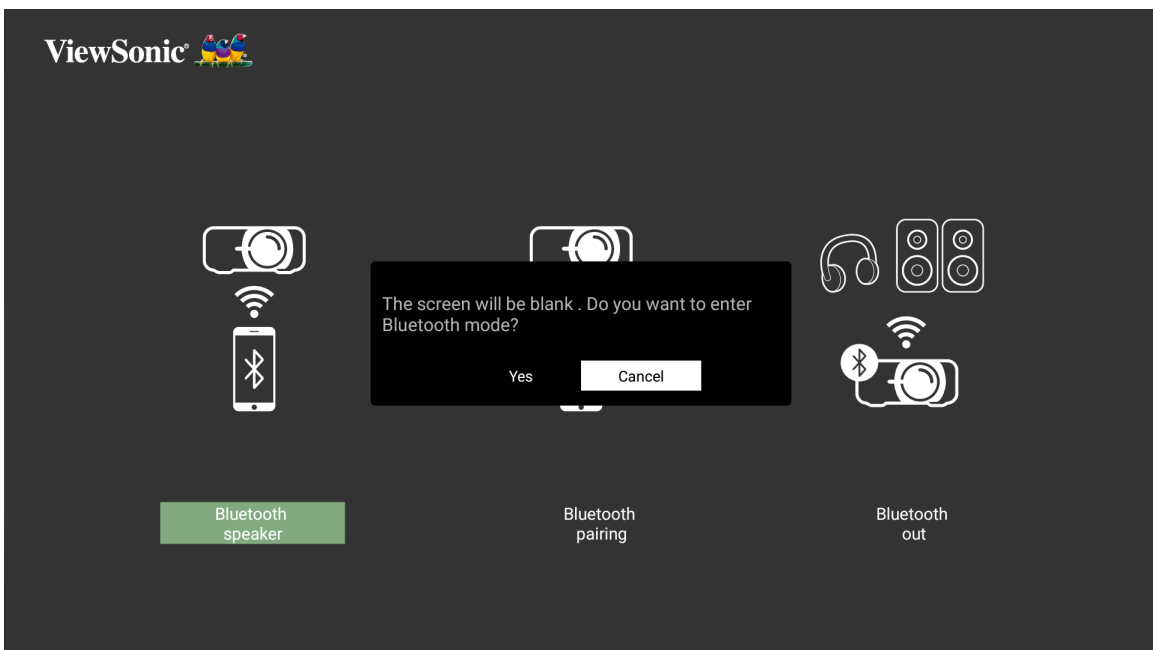 ViewSonic®
The screen will be blank . Do you want to enter
Bluetooth mode?
Yes Cancel
Bluetooth
speaker
Bluetooth
pairing
Bluetooth
out